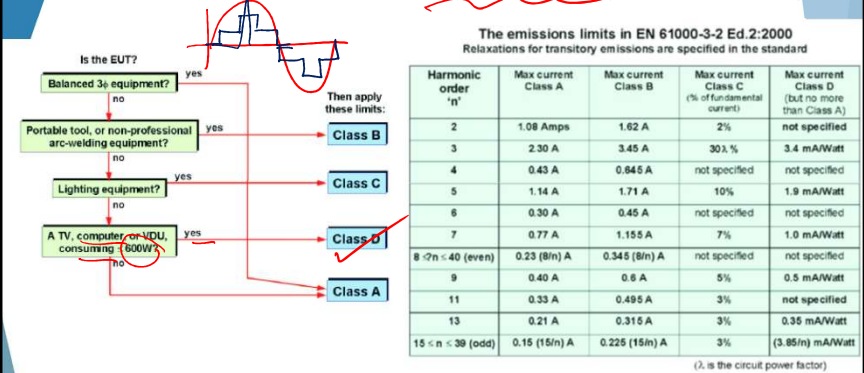 The emissions limits in EN 61000-3-2 Ed.2:2000
Relaxations for transitory emissions are specified in the standard
Is the EUT?
Balanced 3ϕ equipment?
yes
no
Portable tool, or non-professional
arc-welding equipment?
yes
no
Lighting equipment?
yes
no
A TV, computer, or VDU,
consuming ≤ 600W?
yes
no
Then apply
these limits:
Class B
Class C
Class D
Class A
Harmonic order 'n' Max current Class A Max current Class B Max current Class C (% of fundamental current) Max current Class D (but no more than Class A)
2 1.08 Amps 1.62 A 2% not specified
3 2.30 A 3.45 A 30λ % 3.4 mA/Watt
4 0.43 A 0.645 A not specified not specified
5 1.14 A 1.71 A 10% 1.9 mA/Watt
6 0.30 A 0.45 A not specified not specified
7 0.77 A 1.155 A 7% 1.0 mA/Watt
8 ≤?n ≤ 40 (even) 0.23 (8/n) A 0.345 (8/n) A not specified not specified
9 0.40 A 0.6 A 5% 0.5 mA/Watt
11 0.33 A 0.495 A 3% not specified
13 0.21 A 0.315 A 3% 0.35 mA/Watt
15 ≤ n ≤ 39 (odd) 0.15 (15/n) A 0.225 (15/n) A 3% (3.85/n) mA/Watt
(λ is the circuit power factor)